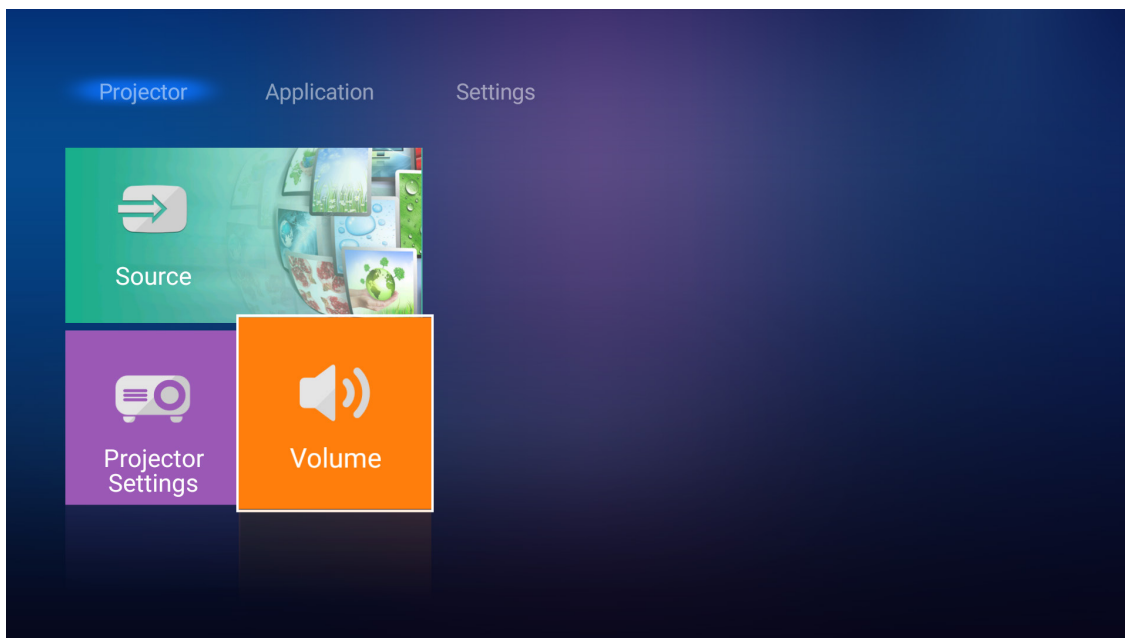 Projector
Application
Settings
Source
Projector
Settings
Volume